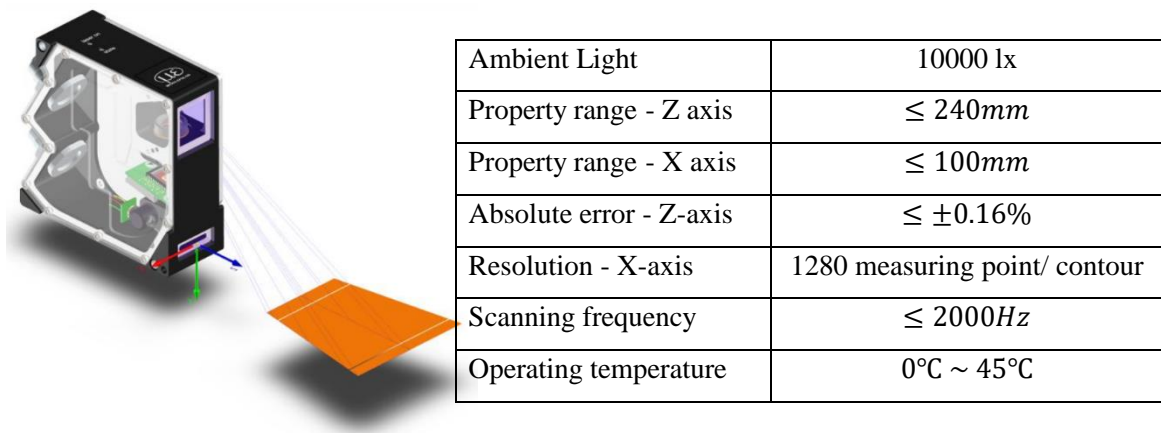 Ambient Light 10000 lx
Property range - Z axis ≤ 240mm
Property range - X axis ≤ 100mm
Absolute error - Z-axis ≤ ±0.16%
Resolution - X-axis 1280 measuring point/ contour
Scanning frequency ≤ 2000Hz
Operating temperature 0℃ ~ 45℃